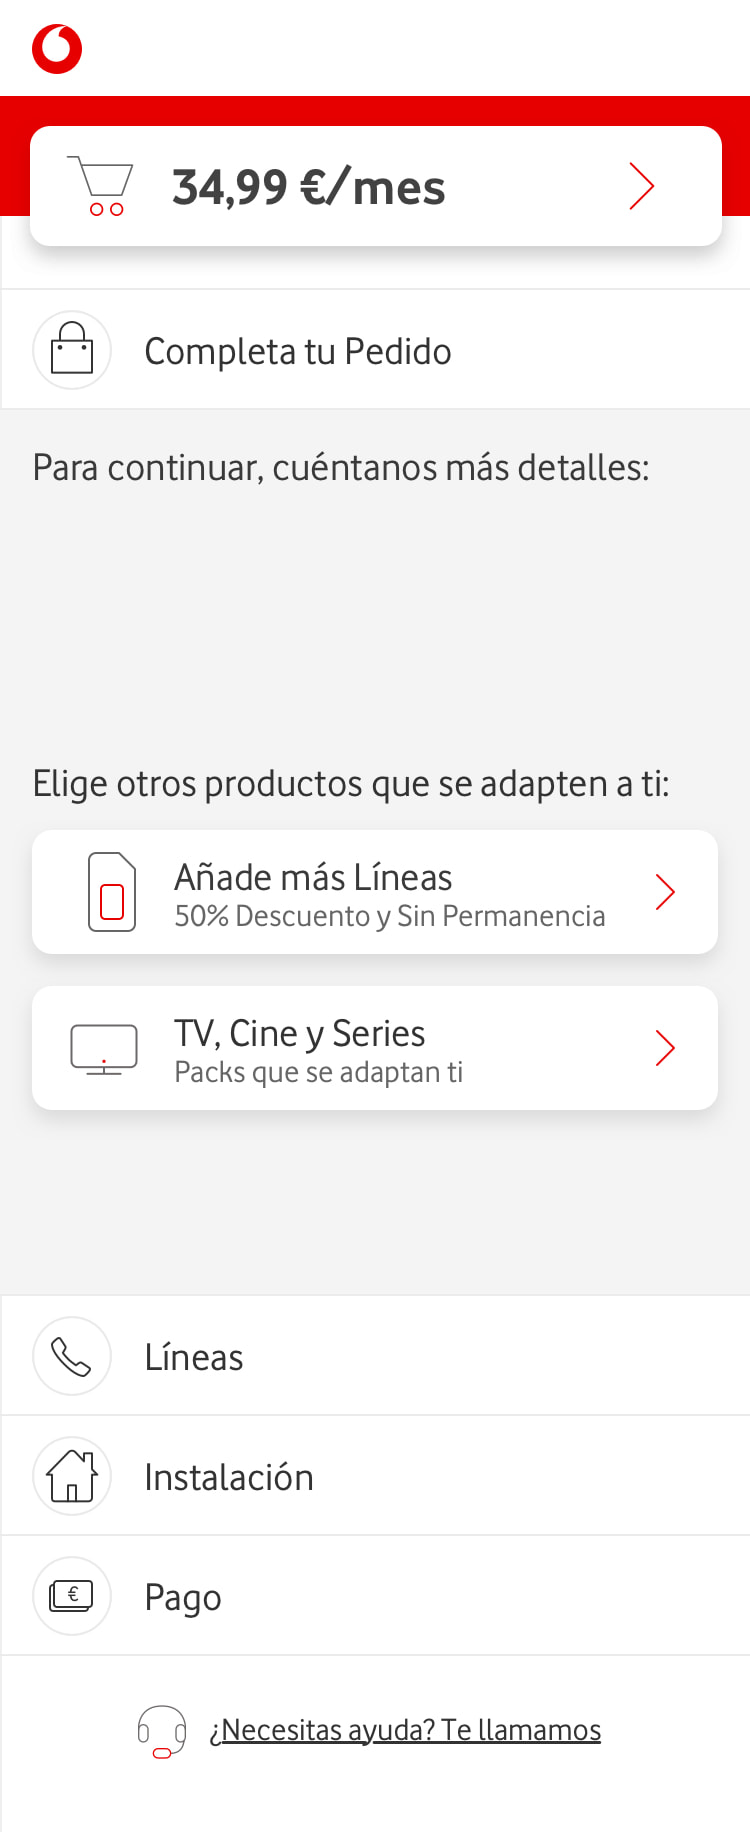 34,99 €/mes
Completa tu Pedido
Para continuar, cuéntanos más detalles:
Elige otros productos que se adapten a ti:
Añade más Líneas
50% Descuento y Sin Permanencia
TV, Cine y Series
Packs que se adaptan ti
Líneas
Instalación
€
Pago
¿Necesitas ayuda? Te llamamos